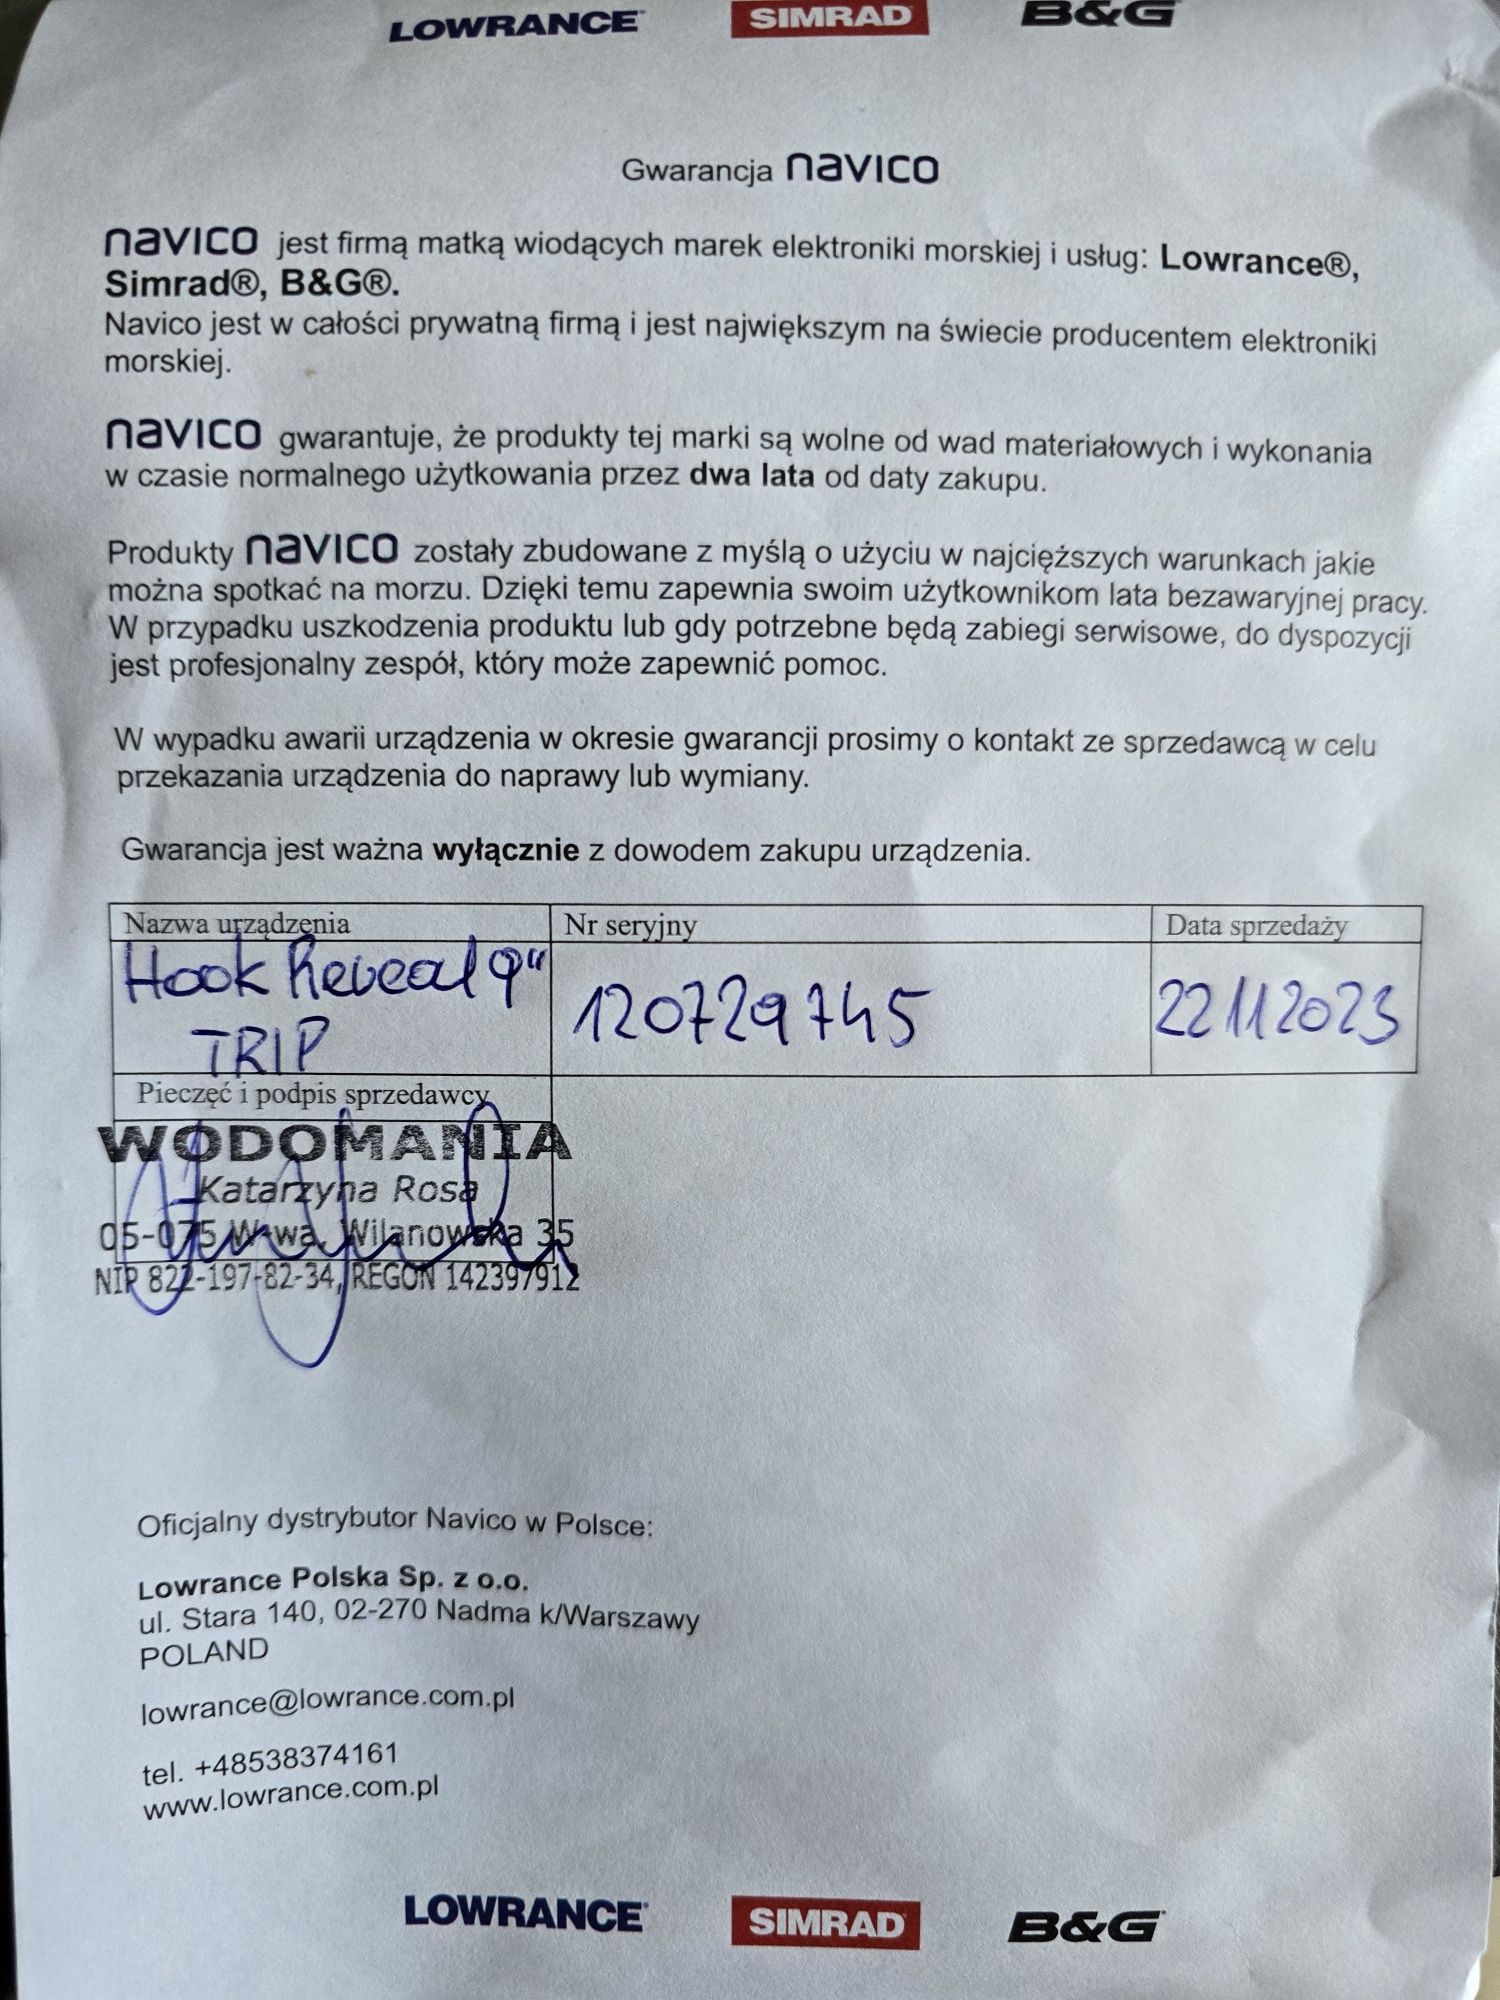 LOWRANCE SIMRAD B&G
Gwarancja navico
navico jest firmą matką wiodących marek elektroniki morskiej i usług: Lowrance®,
Simrad®, B&G®.
Navico jest w całości prywatną firmą i jest największym na świecie producentem elektroniki
morskiej.
navico gwarantuje, że produkty tej marki są wolne od wad materiałowych i wykonania
w czasie normalnego użytkowania przez dwa lata od daty zakupu.
Produkty navico zostały zbudowane z myślą o użyciu w najcięższych warunkach jakie
można spotkać na morzu. Dzięki temu zapewnia swoim użytkownikom lata bezawaryjnej pracy.
W przypadku uszkodzenia produktu lub gdy potrzebne będą zabiegi serwisowe, do dyspozycji
jest profesjonalny zespół, który może zapewnić pomoc.
W wypadku awarii urządzenia w okresie gwarancji prosimy o kontakt ze sprzedawcą w celu
przekazania urządzenia do naprawy lub wymiany.
Gwarancja jest ważna wyłącznie z dowodem zakupu urządzenia.
Nazwa urządzenia Nr seryjny Data sprzedaży
Hook Reveal 9" 120729745 22112023
TRIP
Pieczęć i podpis sprzedawcy
WODOMANIA
Katarzyna Rosa
05-075 W-wa, Wilanowska 35
NIP 822-197-82-34, REGON 142397912
Oficjalny dystrybutor Navico w Polsce:
Lowrance Polska Sp. z o.o.
ul. Stara 140, 02-270 Nadma k/Warszawy
POLAND
lowrance@lowrance.com.pl
tel. +48538374161
www.lowrance.com.pl
LOWRANCE SIMRAD B&G